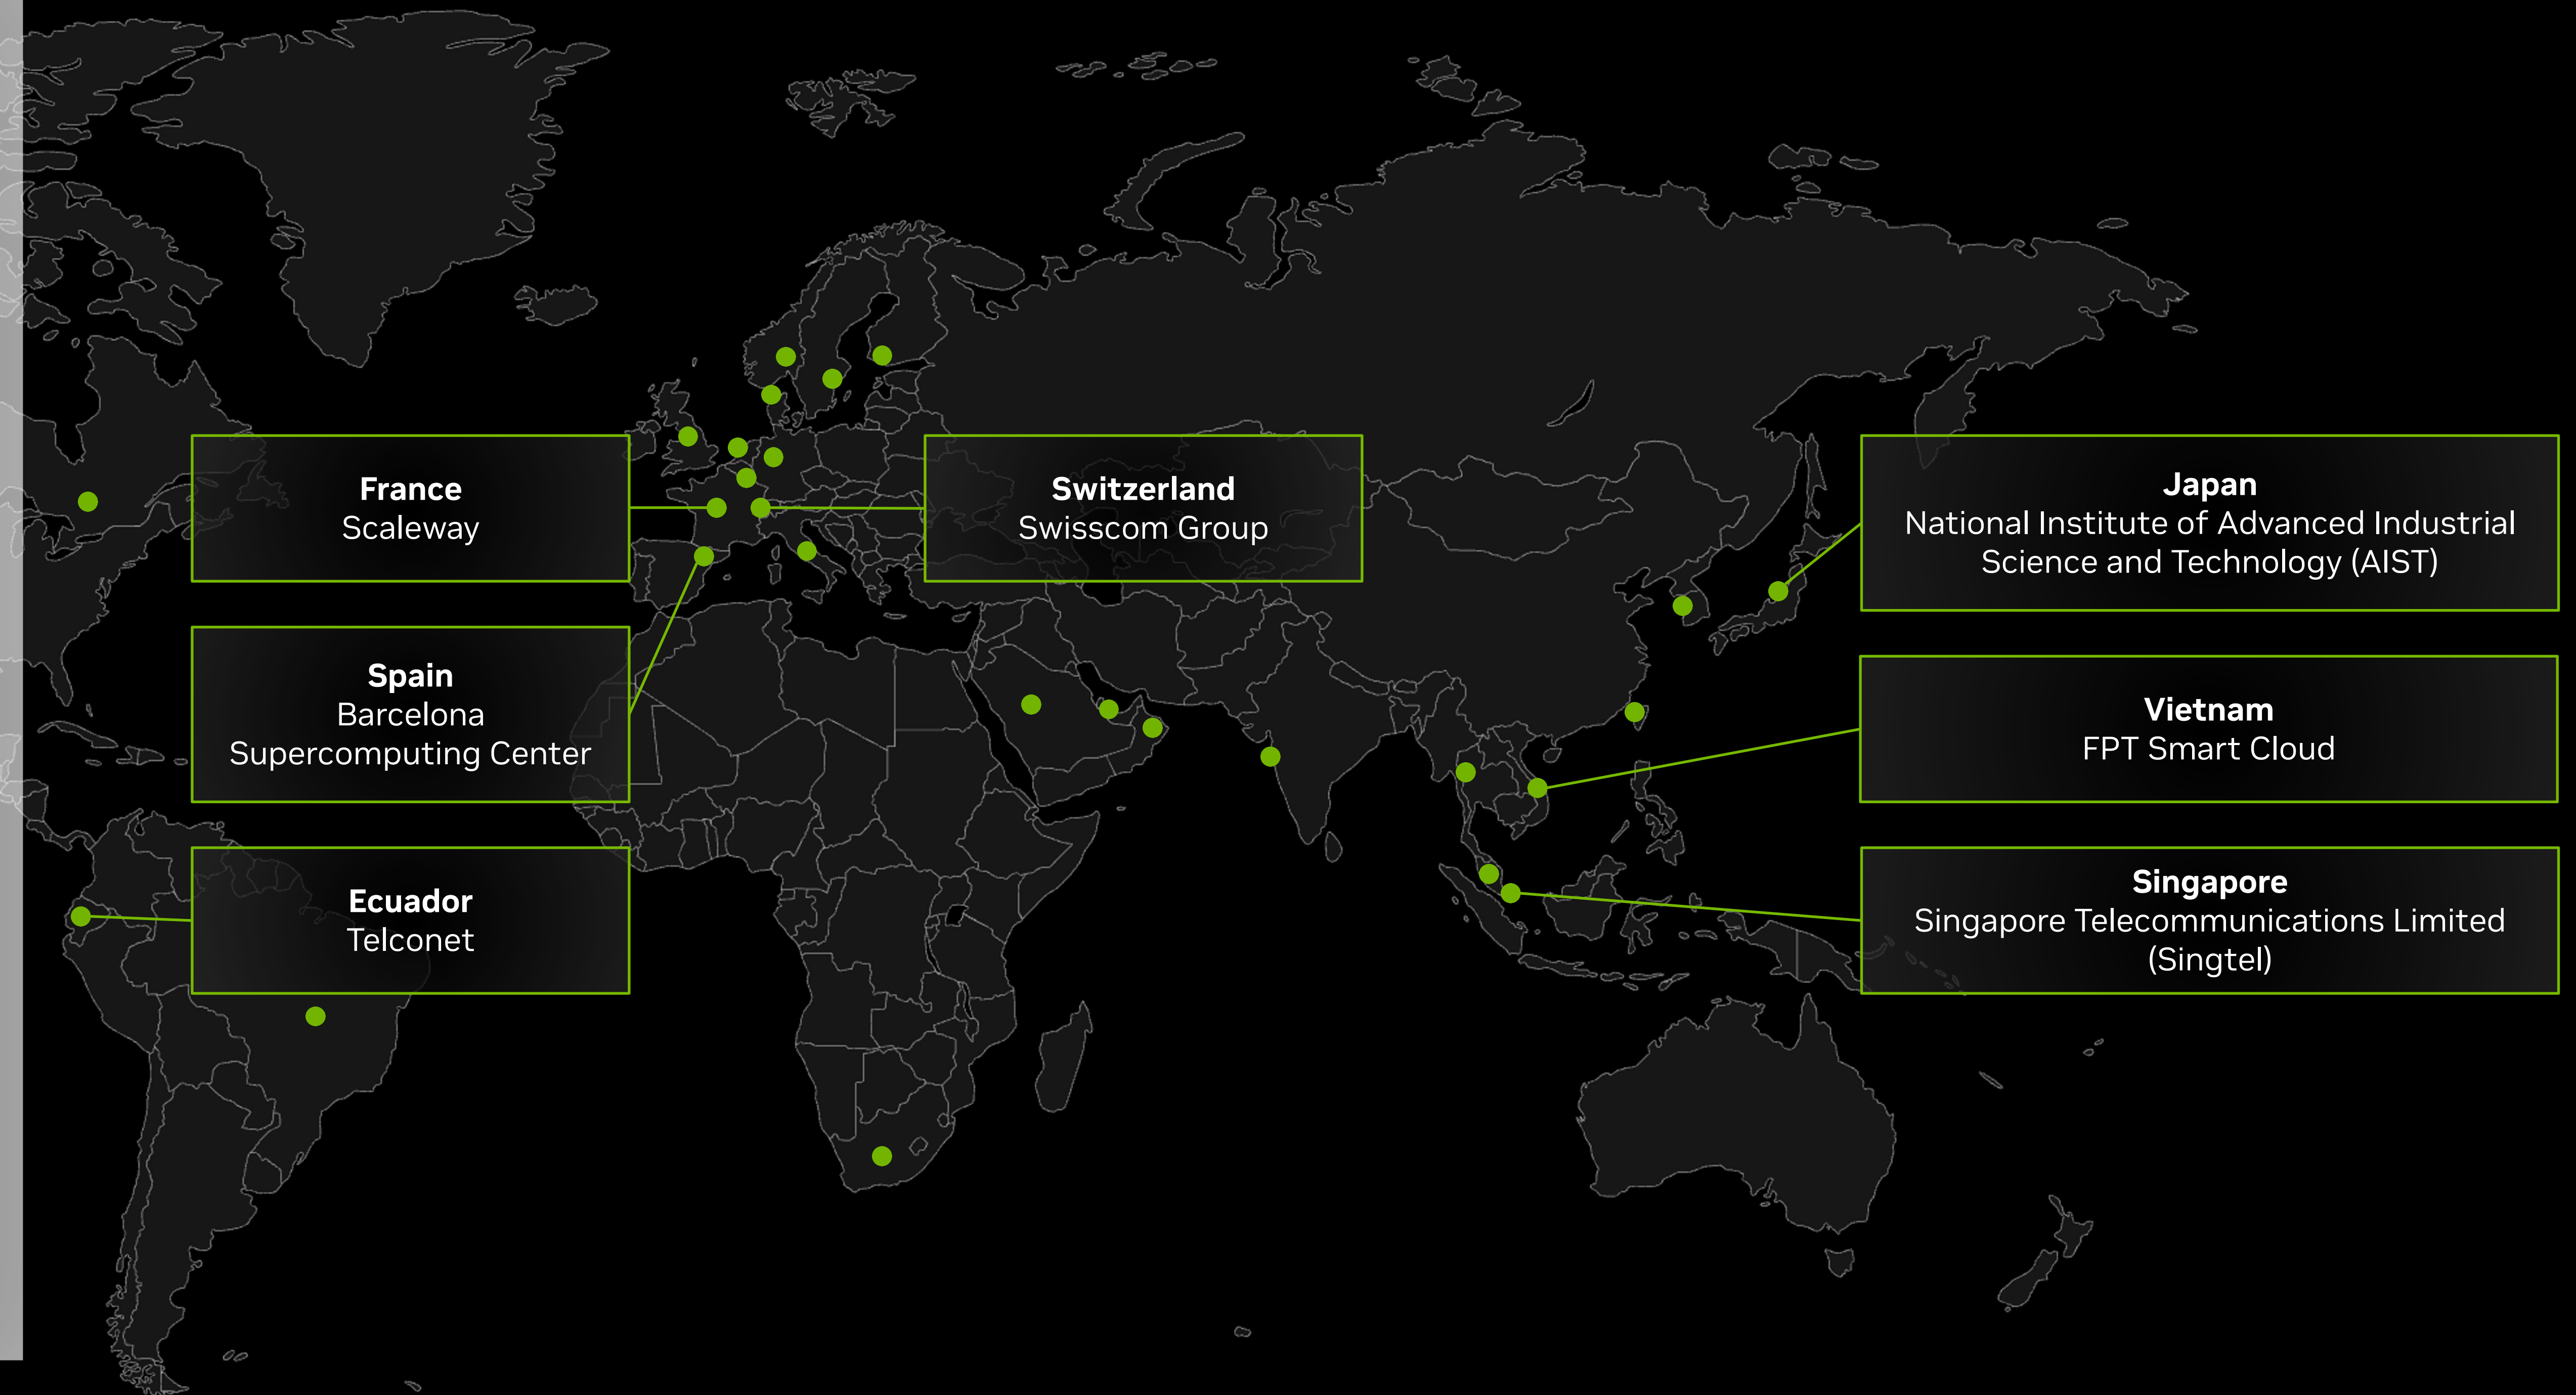 France
Scaleway
Switzerland
Swisscom Group
Japan
National Institute of Advanced Industrial
Science and Technology (AIST)
Spain
Barcelona
Supercomputing Center
Vietnam
FPT Smart Cloud
Ecuador
Telconet
Singapore
Singapore Telecommunications Limited
(Singtel)